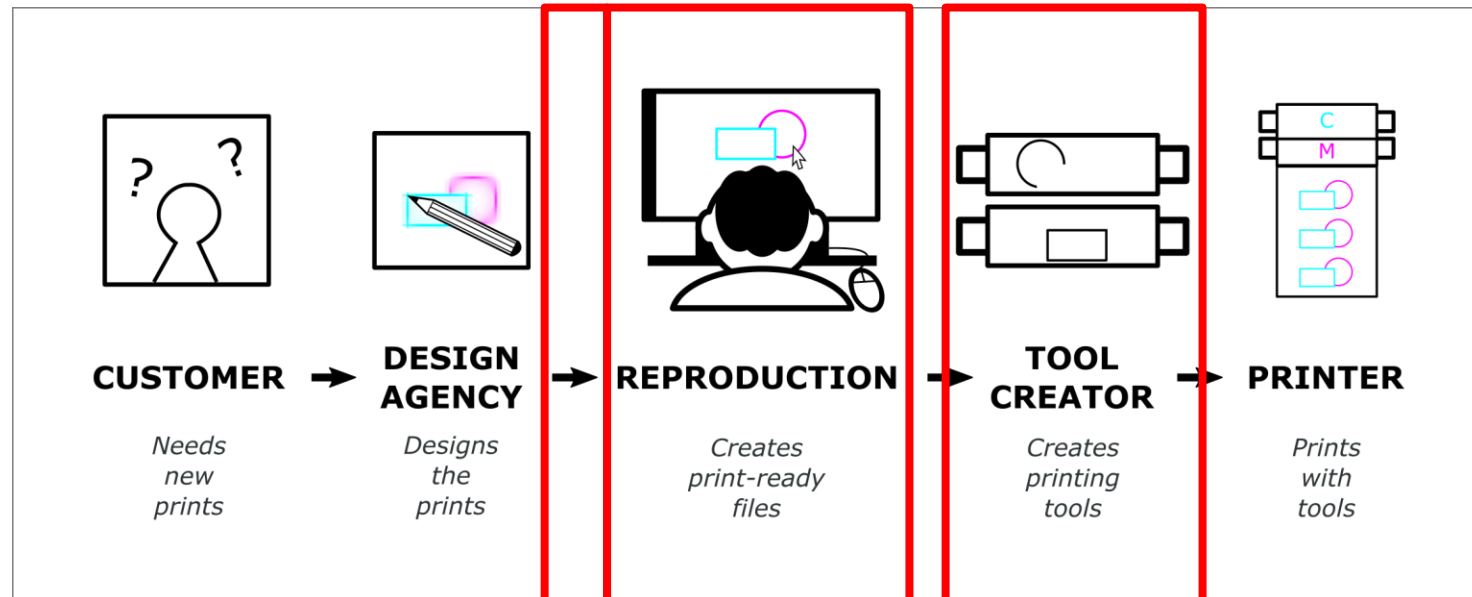 ? ?
C
M
CUSTOMER
Needs
new
prints
DESIGN
AGENCY
Designs
the
prints
REPRODUCTION
Creates
print-ready
files
TOOL
CREATOR
Creates
printing
tools
PRINTER
Prints
with
tools